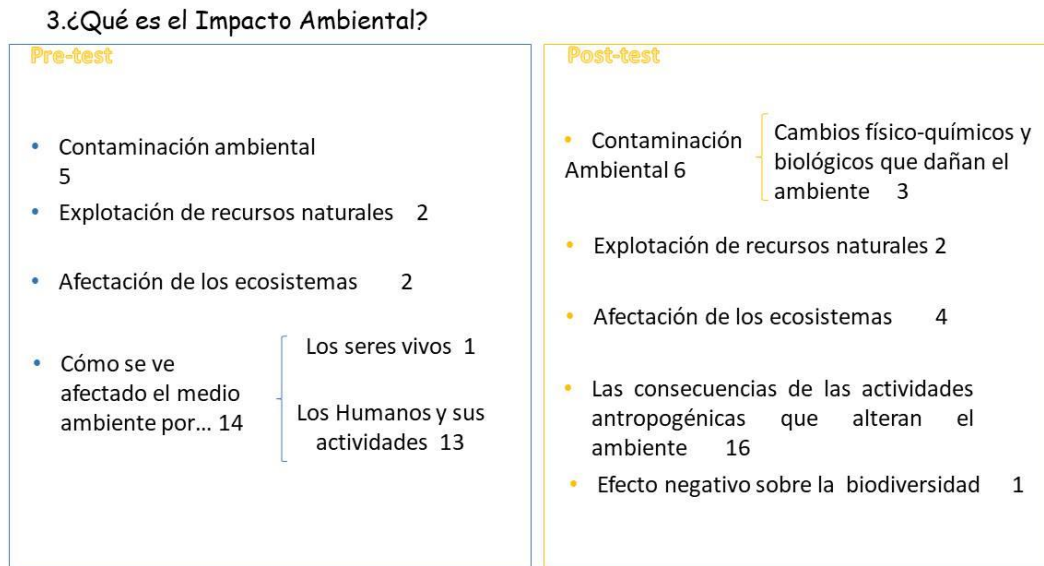 3.¿Qué es el Impacto Ambiental?
Pre-test
• Contaminación ambiental
5
• Explotación de recursos naturales 2
• Afectación de los ecosistemas 2
• Cómo se ve
afectado el medio
ambiente por... 14
Los seres vivos 1
Los Humanos y sus
actividades 13
Post-test
• Contaminación
Ambiental 6
Cambios físico-químicos y
biológicos que dañan el
ambiente 3
• Explotación de recursos naturales 2
• Afectación de los ecosistemas 4
• Las consecuencias de las actividades
antropogénicas que alteran el
ambiente 16
• Efecto negativo sobre la biodiversidad 1